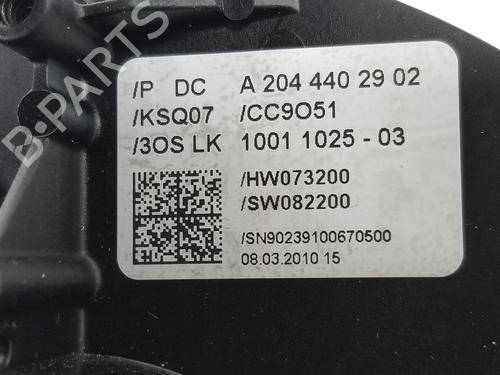 B-PARTS
/P DC A 204 440 29 02
/KSQ07 /CC9O51
/3OS LK 1001 1025 - 03
/HW073200
/SW082200
/SN90239100670500
08.03.2010 15